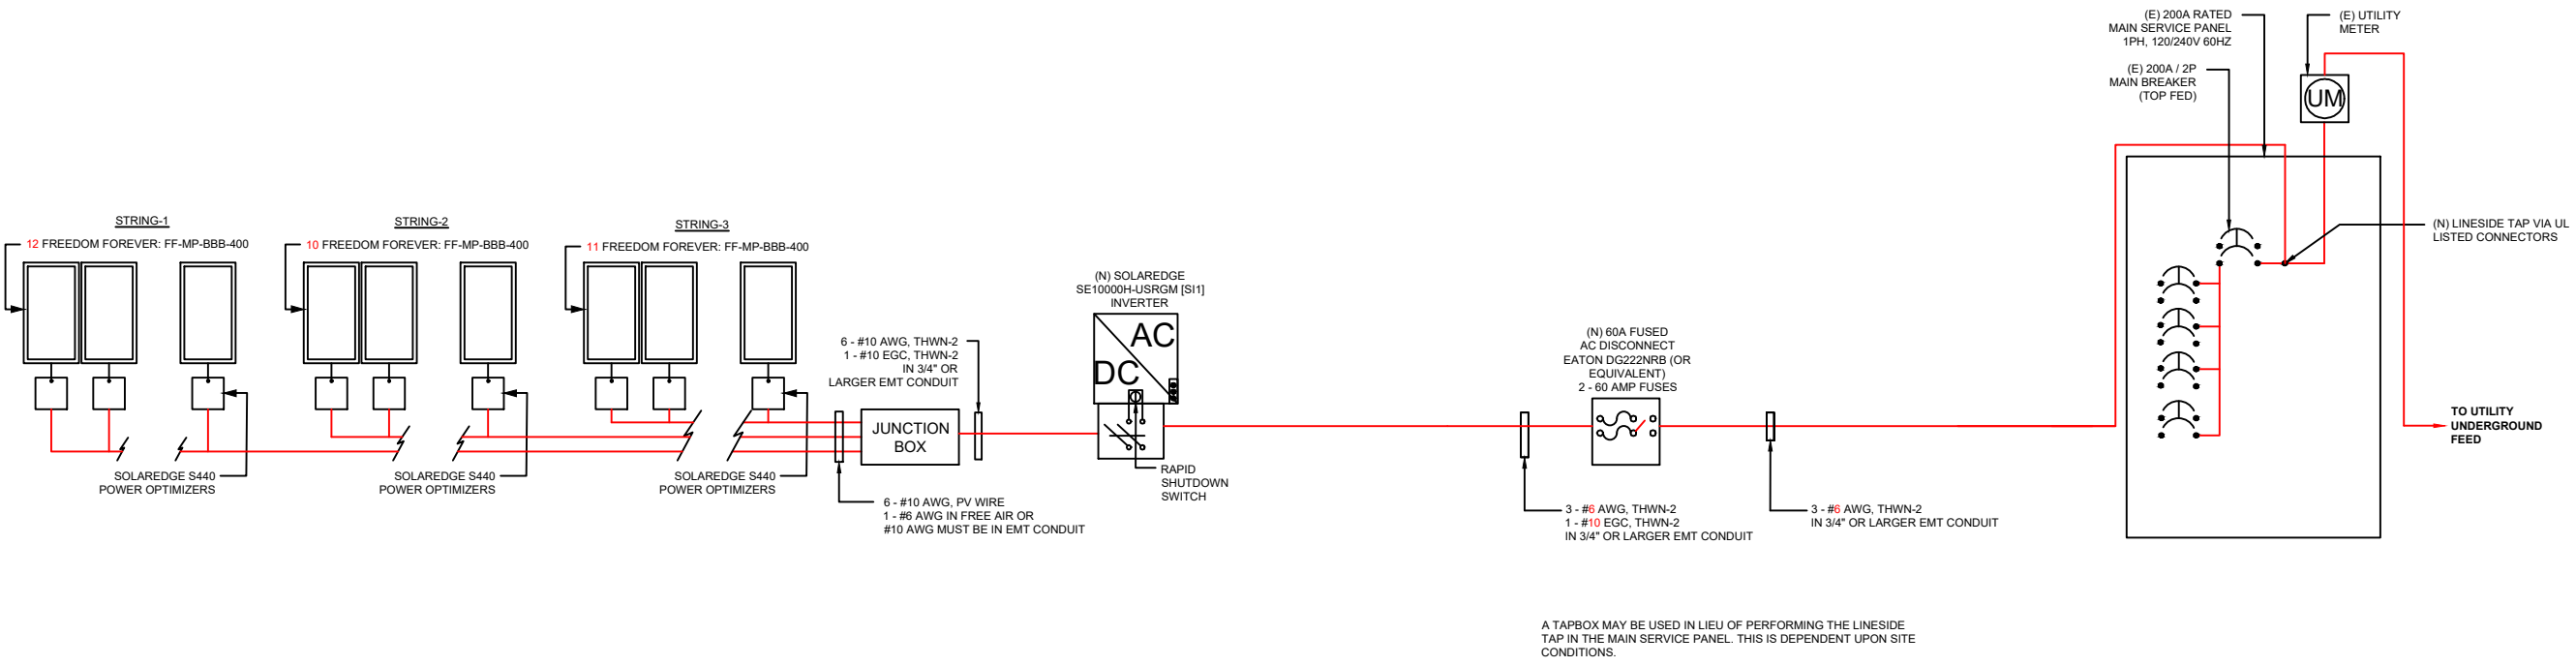 STRING-1
12 FREEDOM FOREVER: FF-MP-BBB-400
SOLAREDGE S440
POWER OPTIMIZERS
STRING-2
10 FREEDOM FOREVER: FF-MP-BBB-400
SOLAREDGE S440
POWER OPTIMIZERS
STRING-3
11 FREEDOM FOREVER: FF-MP-BBB-400
SOLAREDGE S440
POWER OPTIMIZERS
6 - #10 AWG, THWN-2
1 - #10 EGC, THWN-2
IN 3/4" OR
LARGER EMT CONDUIT
JUNCTION
BOX
6 - #10 AWG, PV WIRE
1 - #6 AWG IN FREE AIR OR
#10 AWG MUST BE IN EMT CONDUIT
(N) SOLAREDGE
SE10000H-USRGM [SI1]
INVERTER
AC
DC
RAPID
SHUTDOWN
SWITCH
(N) 60A FUSED
AC DISCONNECT
EATON DG222NRB (OR
EQUIVALENT)
2 - 60 AMP FUSES
3 - #6 AWG, THWN-2
1 - #10 EGC, THWN-2
IN 3/4" OR LARGER EMT CONDUIT
3 - #6 AWG, THWN-2
IN 3/4" OR LARGER EMT CONDUIT
A TAPBOX MAY BE USED IN LIEU OF PERFORMING THE LINESIDE
TAP IN THE MAIN SERVICE PANEL. THIS IS DEPENDENT UPON SITE
CONDITIONS.
(E) 200A RATED
MAIN SERVICE PANEL
1PH, 120/240V 60HZ
(E) 200A / 2P
MAIN BREAKER
(TOP FED)
(E) UTILITY
METER
UM
(N) LINESIDE TAP VIA UL
LISTED CONNECTORS
TO UTILITY
UNDERGROUND
FEED